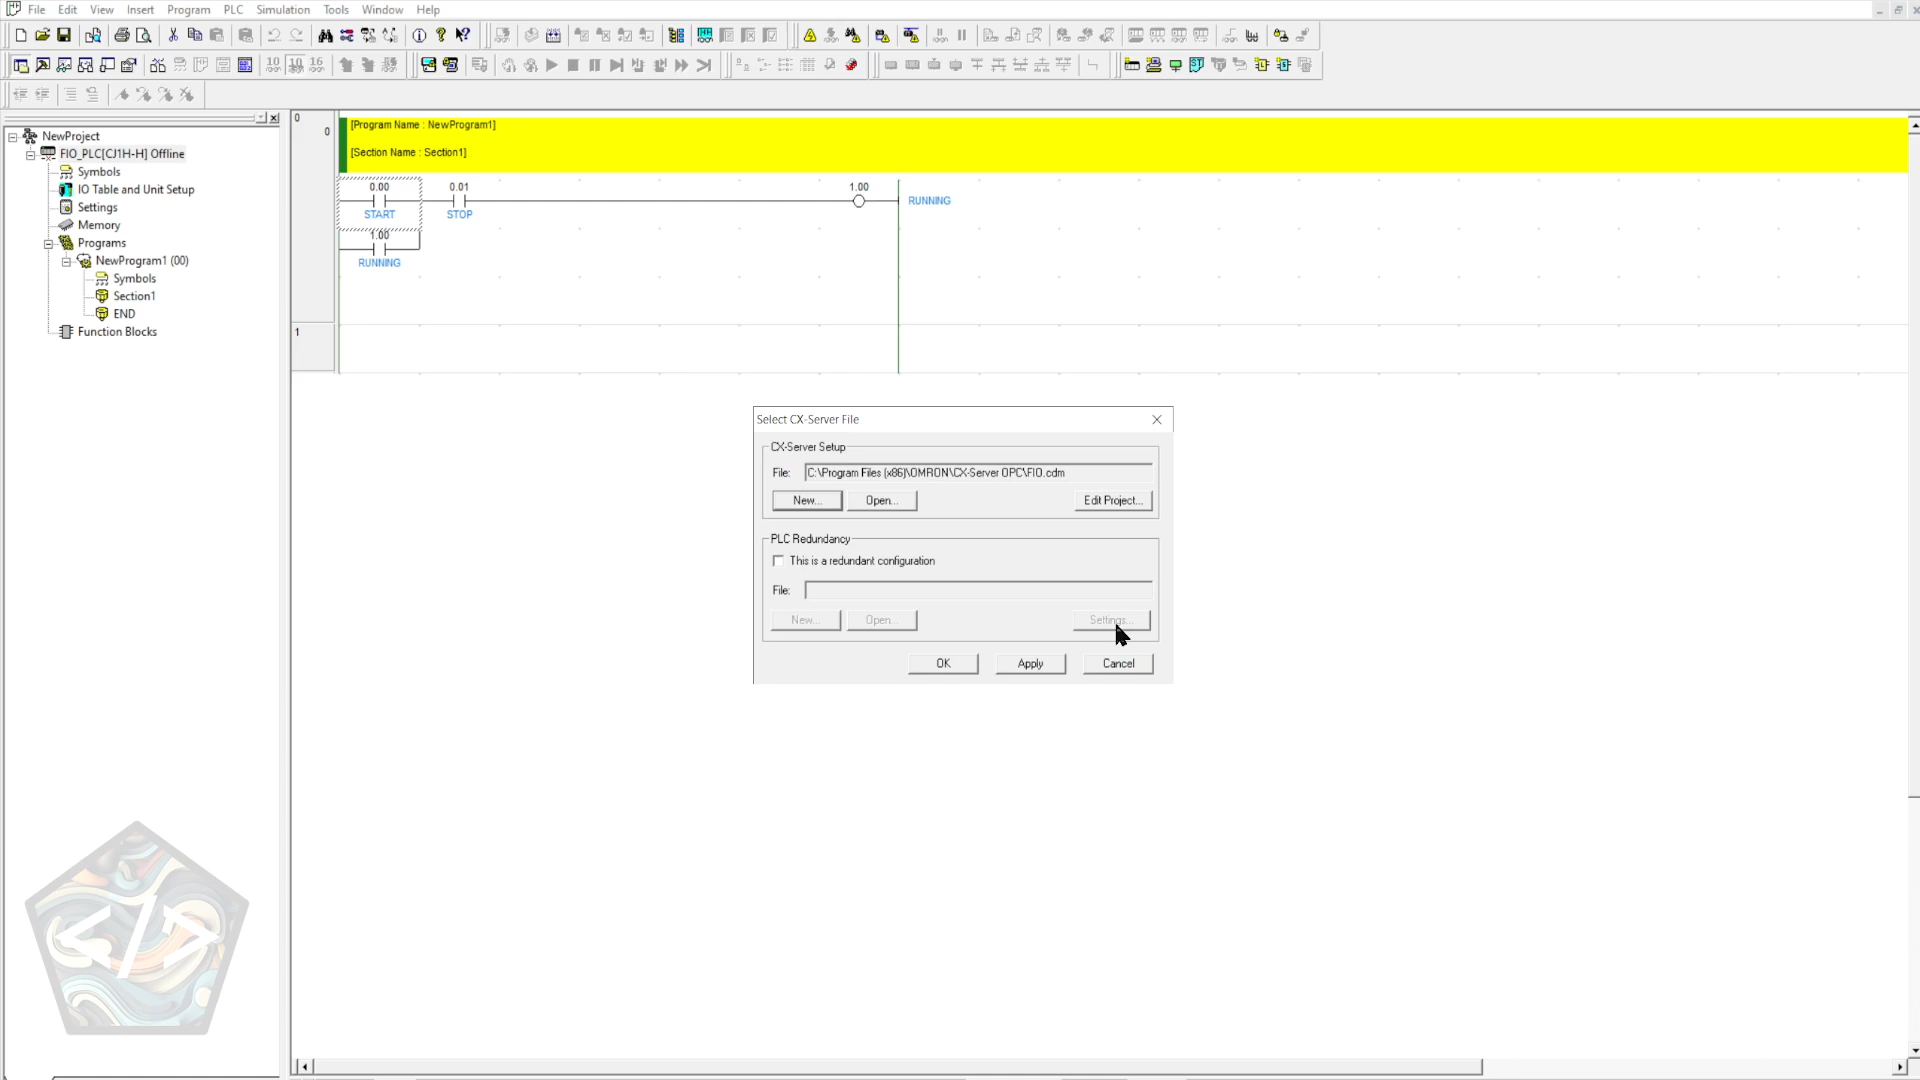 File Edit View Insert Program PLC Simulation Tools Window Help
10 10 16
NewProject
FIO_PLC[CJ1H-H] Offline
Symbols
IO Table and Unit Setup
Settings
Memory
Programs
NewProgram1 (00)
Symbols
Section1
END
Function Blocks
0
0
[Program Name : NewProgram1]
[Section Name : Section1]
0.00 0.01 1.00
RUNNING
START STOP
1.00
RUNNING
1
Select CX-Server File
CX-Server Setup
File: C:\Program Files (x86)\OMRON\CX-Server OPC\FIO.cdm
New... Open... Edit Project...
PLC Redundancy
This is a redundant configuration
File:
New... Open... Settings...
OK Apply Cancel